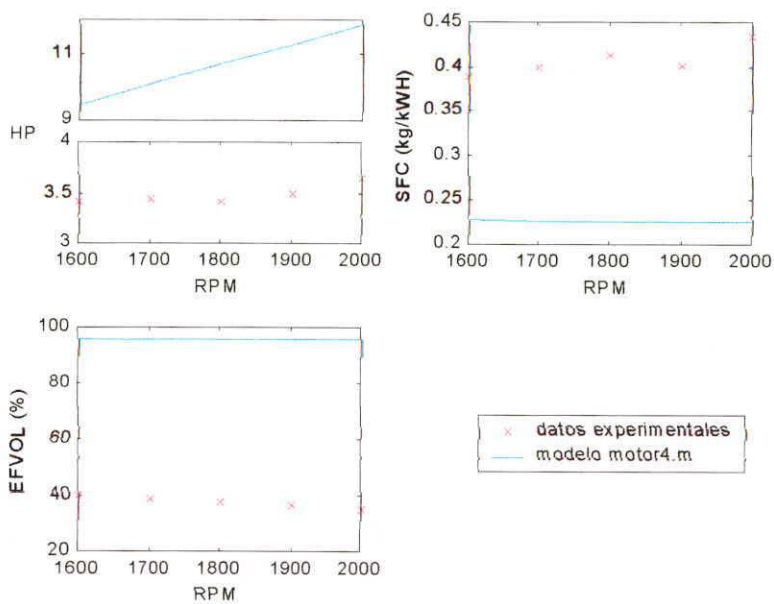 11
9
HP
4
3.5
3
1600 1700 1800 1900 2000
RPM
0.45
0.4
0.35
0.3
0.25
0.2
SFC (kg/kWH)
1600 1700 1800 1900 2000
RPM
100
80
60
40
20
EFVOL (%)
1600 1700 1800 1900 2000
RPM
datos experimentales
modelo motor4.m